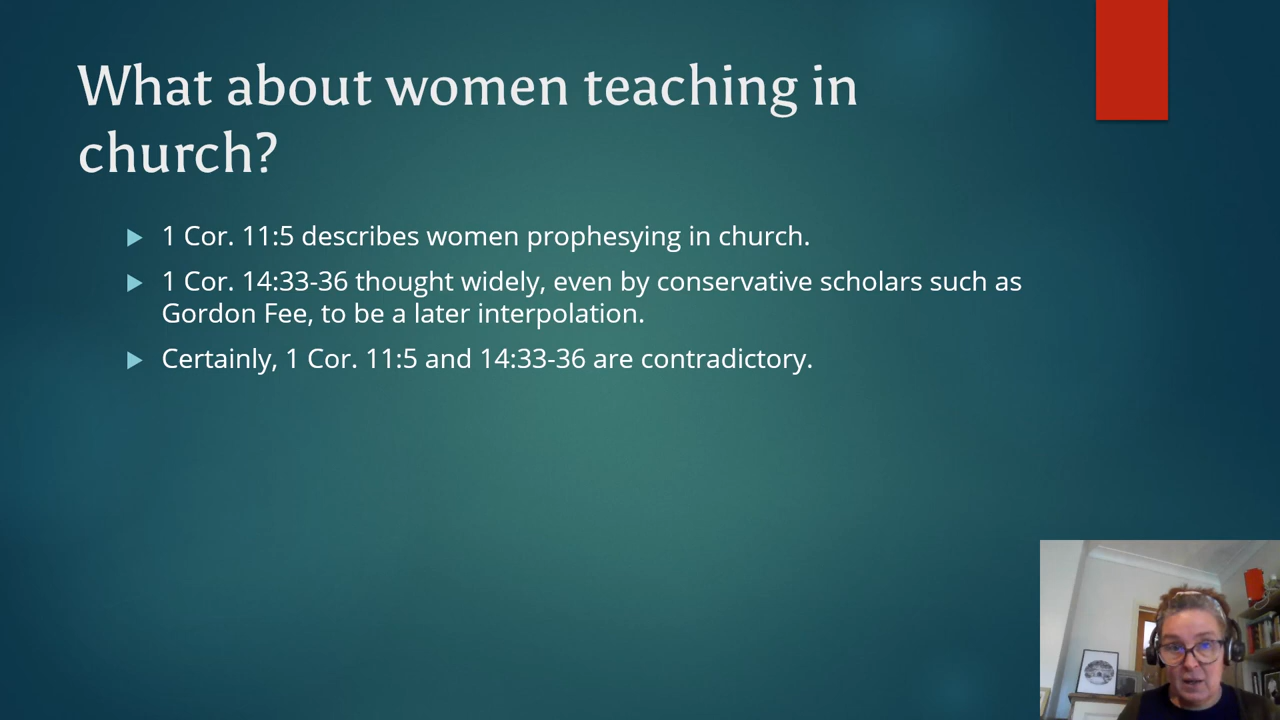 What about women teaching in
church?
1 Cor. 11:5 describes women prophesying in church.
1 Cor. 14:33-36 thought widely, even by conservative scholars such as
Gordon Fee, to be a later interpolation.
Certainly, 1 Cor. 11:5 and 14:33-36 are contradictory.